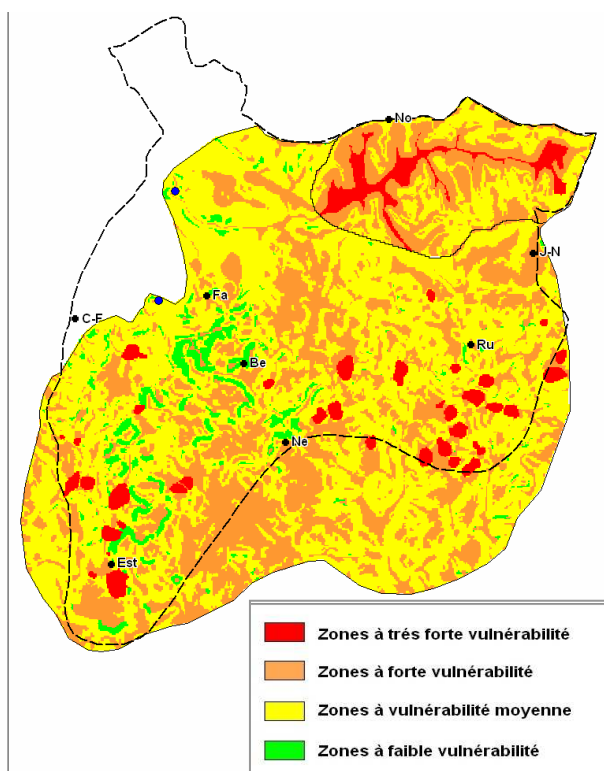 No
J-N
Fa
C-F
Ru
Be
Ne
Est
Zones à trés forte vulnérabilité
Zones à forte vulnérabilité
Zones à vulnérabilité moyenne
Zones à faible vulnérabilité